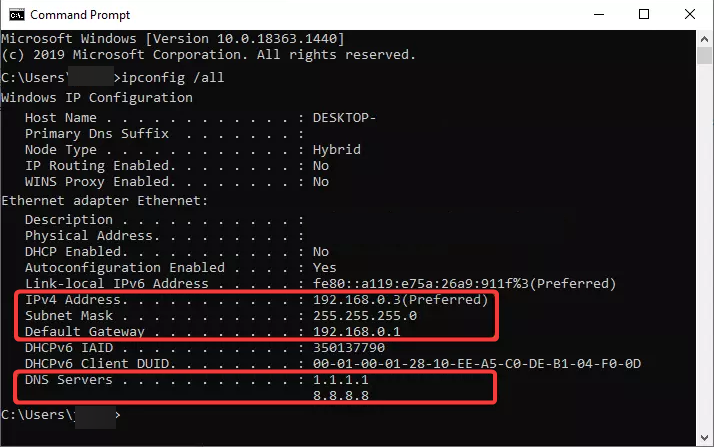 Command Prompt
Microsoft Windows [Version 10.0.18363.1440]
(c) 2019 Microsoft Corporation. All rights reserved.
C:\Users\ >ipconfig /all
Windows IP Configuration
Host Name . . . . . . . . . . . . : DESKTOP-
Primary Dns Suffix . . . . . . . :
Node Type . . . . . . . . . . . . : Hybrid
IP Routing Enabled. . . . . . . . : No
WINS Proxy Enabled. . . . . . . . : No
Ethernet adapter Ethernet:
Description . . . . . . . . . . . :
Physical Address. . . . . . . . . :
DHCP Enabled. . . . . . . . . . . : No
Autoconfiguration Enabled . . . . : Yes
Link-local IPv6 Address . . . . . : fe80::a119:e75a:26a9:911f%3(Preferred)
IPv4 Address. . . . . . . . . . . : 192.168.0.3(Preferred)
Subnet Mask . . . . . . . . . . . : 255.255.255.0
Default Gateway . . . . . . . . . : 192.168.0.1
DHCPv6 IAID . . . . . . . . . . . : 350137790
DHCPv6 Client DUID. . . . . . . . : 00-01-00-01-28-10-EE-A5-C0-DE-B1-04-F0-0D
DNS Servers . . . . . . . . . . . : 1.1.1.1
8.8.8.8
C:\Users\ >